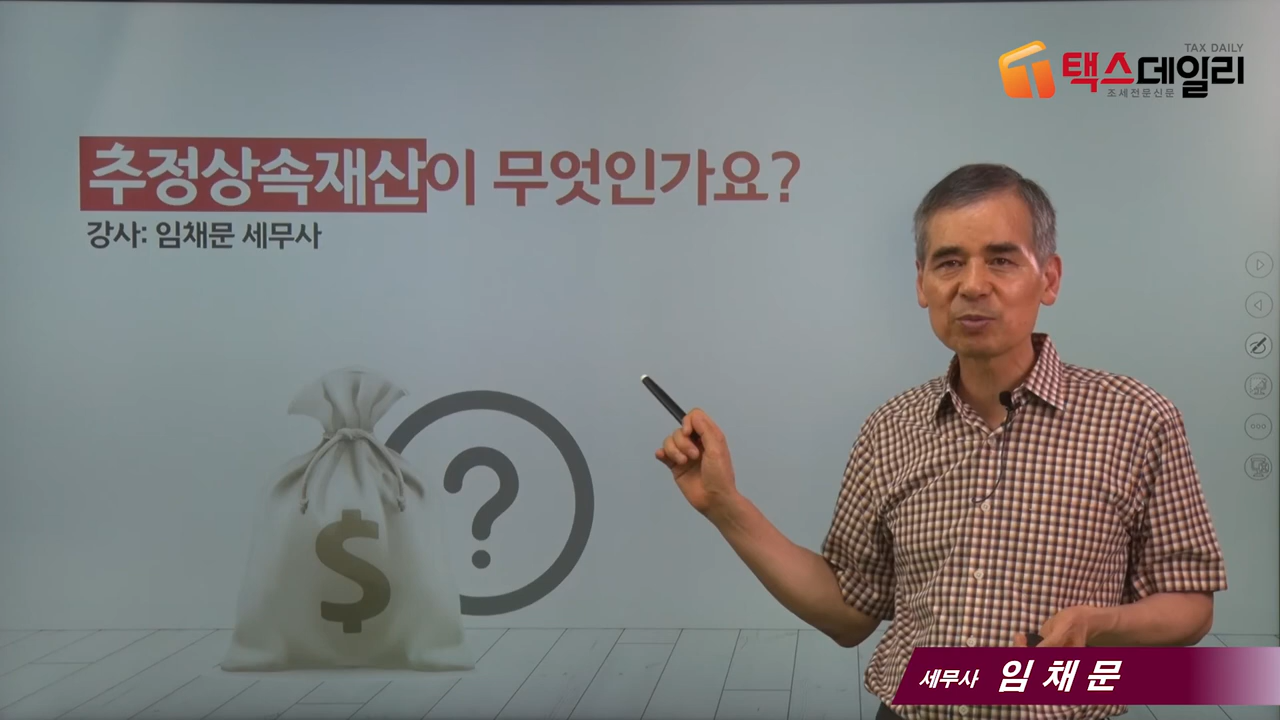 TAX DAILY
택스데일리
조세전문신문
추정상속재산이 무엇인가요?
강사: 임채문 세무사
?
$
세무사 임채문